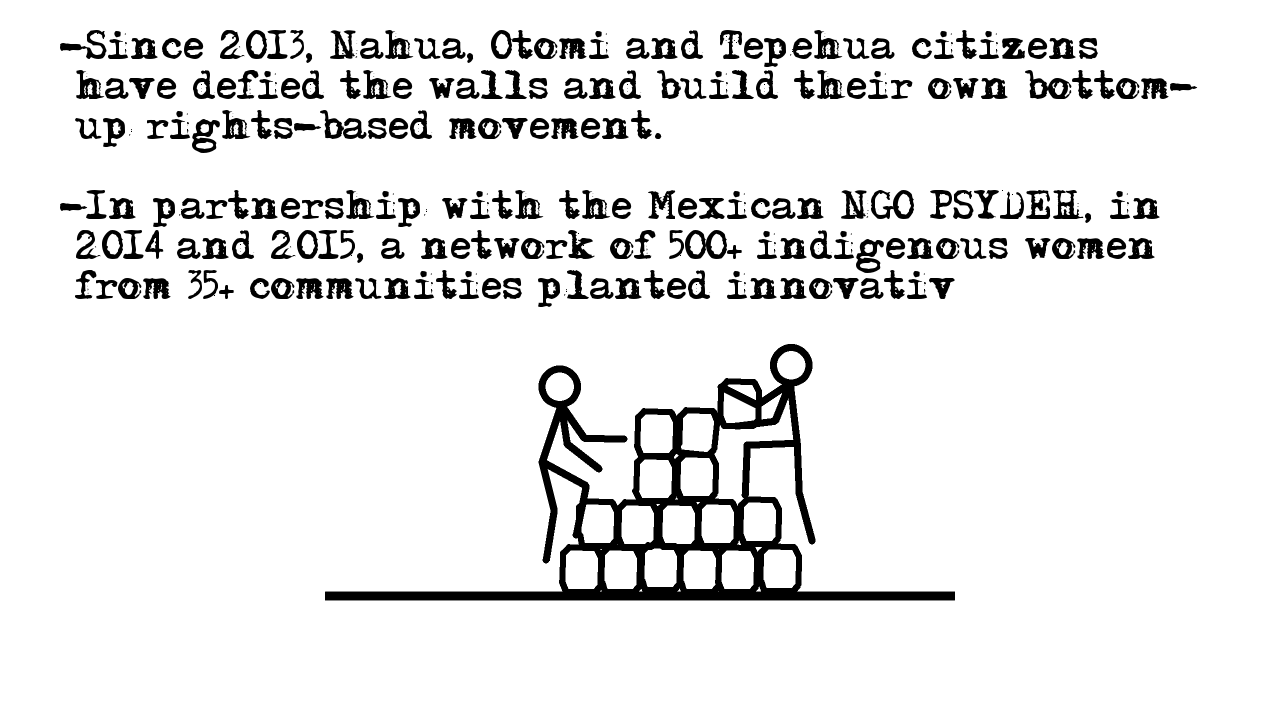 -Since 2013, Nahua, Otomi and Tepehua citizens
have defied the walls and build their own bottom-
up rights-based movement.
-In partnership with the Mexican NGO PSYDEH, in
2014 and 2015, a network of 500+ indigenous women
from 35+ communities planted innovativ